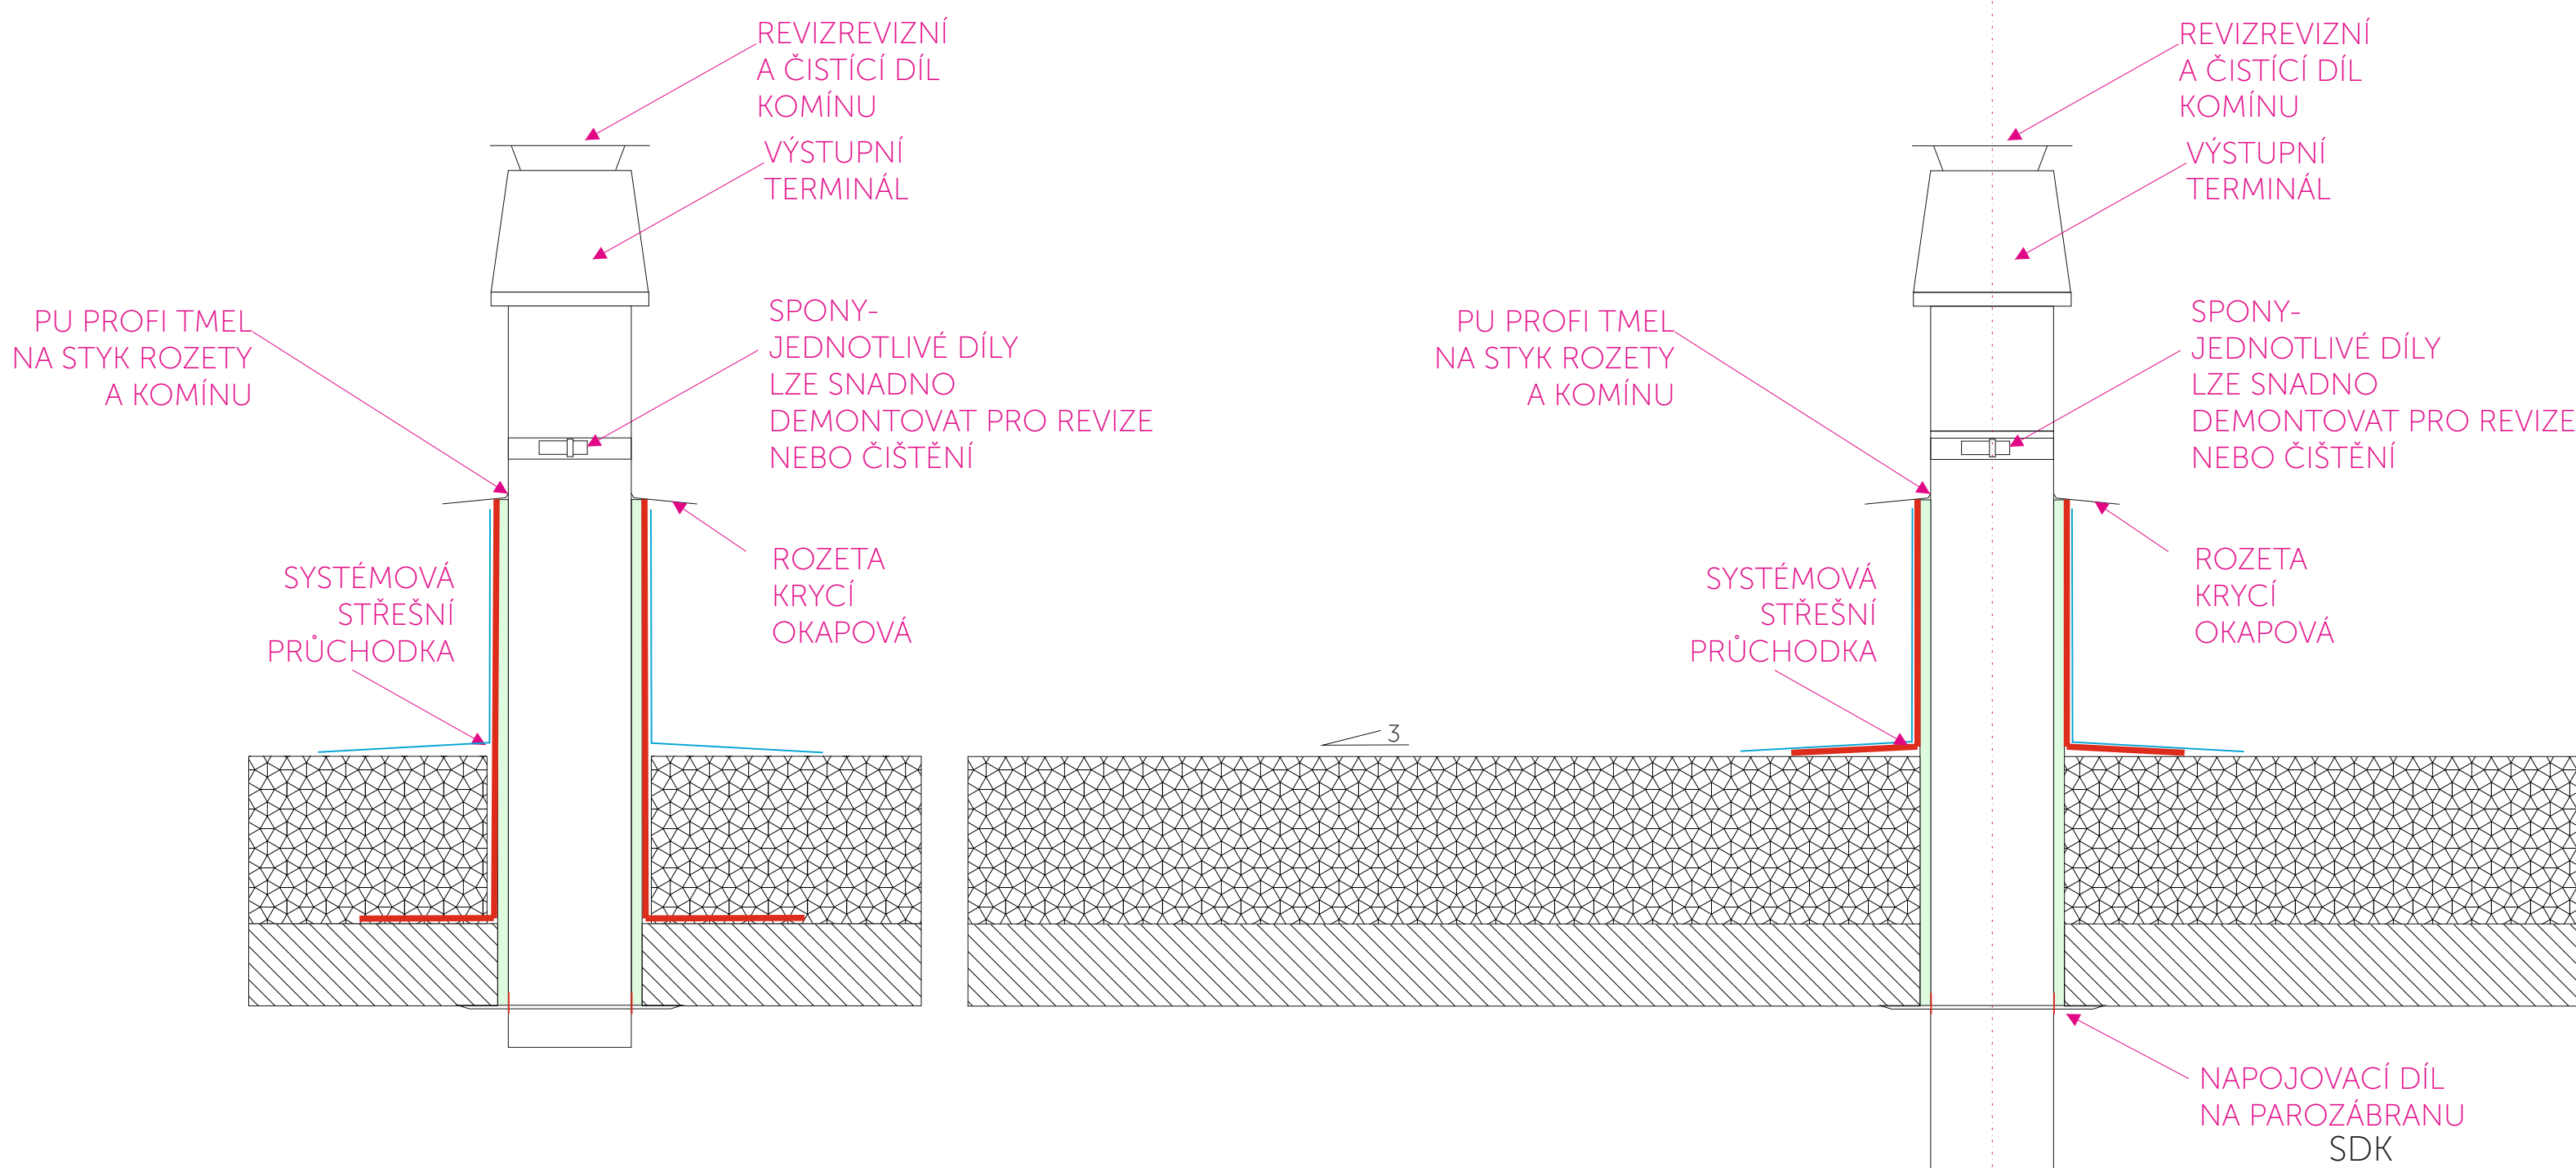 REVIZREVIZNÍ
A ČISTÍCÍ DÍL
KOMÍNU
VÝSTUPNÍ
TERMINÁL
PU PROFI TMEL
NA STYK ROZETY
A KOMÍNU
SPONY-
JEDNOTLIVÉ DÍLY
LZE SNADNO
DEMONTOVAT PRO REVIZE
NEBO ČIŠTĚNÍ
SYSTÉMOVÁ
STŘEŠNÍ
PRŮCHODKA
ROZETA
KRYCÍ
OKAPOVÁ
3
REVIZREVIZNÍ
A ČISTÍCÍ DÍL
KOMÍNU
VÝSTUPNÍ
TERMINÁL
PU PROFI TMEL
NA STYK ROZETY
A KOMÍNU
SPONY-
JEDNOTLIVÉ DÍLY
LZE SNADNO
DEMONTOVAT PRO REVIZE
NEBO ČIŠTĚNÍ
SYSTÉMOVÁ
STŘEŠNÍ
PRŮCHODKA
ROZETA
KRYCÍ
OKAPOVÁ
NAPOJOVACÍ DÍL
NA PAROZÁBRANU
SDK